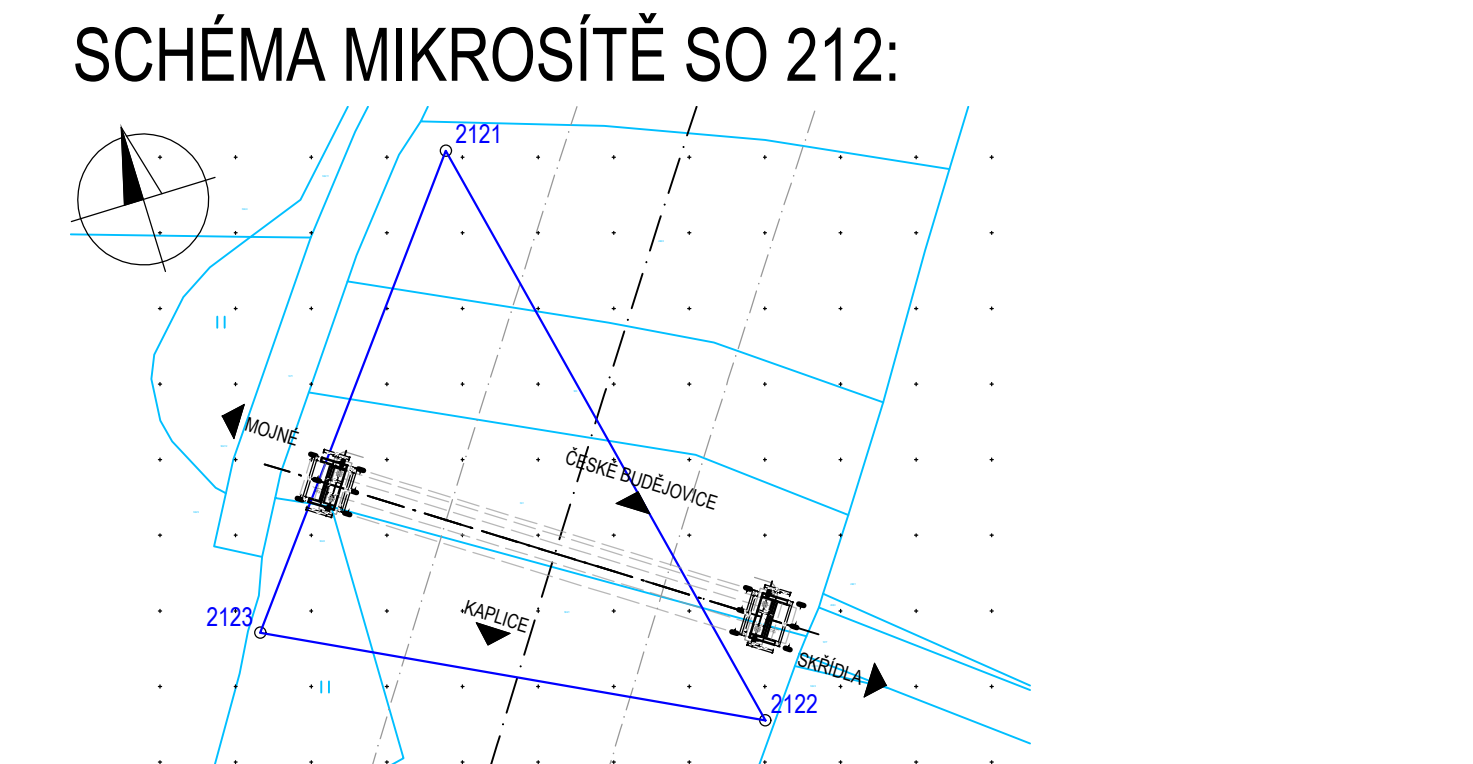 SCHÉMA MIKROSÍTĚ SO 212:
2121
MOJNÉ
ČESKÉ BUDĚJOVICE
2123
KAPLICE
SKŘÍDLA
2122